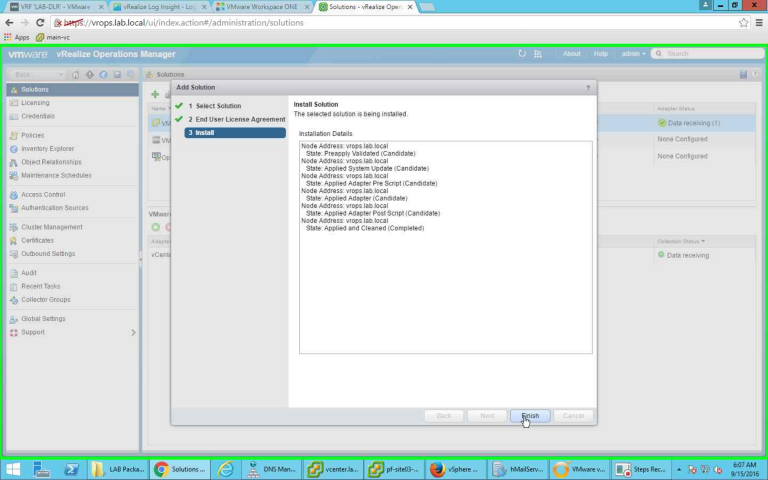 VRF 'LAB-DLR' - VMwar
vRealize Log Insight - Log
VMware Workspace ONE
Solutions - vRealize Oper
https://vrops.lab.local/ui/index.action#/administration/solutions
Apps
main-vc
vmware vRealize Operations Manager
About
Help
admin
Search
Back
Solutions
Licensing
Credentials
Policies
Inventory Explorer
Object Relationships
Maintenance Schedules
Access Control
Authentication Sources
Cluster Management
Certificates
Outbound Settings
Audit
Recent Tasks
Collector Groups
Global Settings
Support
Solutions
Name
VM
VM
Op
VMware
Adapter
vCente
Add Solution
?
1 Select Solution
2 End User License Agreement
3 Install
Install Solution
The selected solution is being installed.
Installation Details
Node Address: vrops.lab.local
State: Preapply Validated (Candidate)
Node Address: vrops.lab.local
State: Applied System Update (Candidate)
Node Address: vrops.lab.local
State: Applied Adapter Pre Script (Candidate)
Node Address: vrops.lab.local
State: Applied Adapter (Candidate)
Node Address: vrops.lab.local
State: Applied Adapter Post Script (Candidate)
Node Address: vrops.lab.local
State: Applied and Cleaned (Completed)
Back
Next
Finish
Cancel
Adapter Status
Data receiving (1)
None Configured
None Configured
Collection Status
Data receiving
LAB Packa...
Solutions ...
DNS Man...
vcenter.la...
pf-site03-...
vSphere ...
hMailServ...
VMware v...
Steps Rec...
6:07 AM
9/15/2016